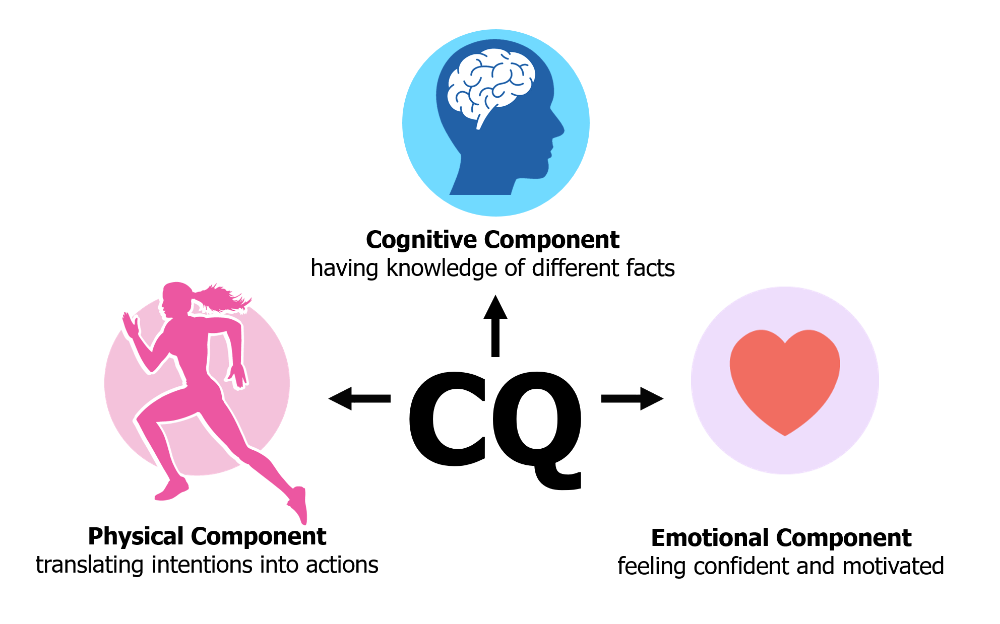 Cognitive Component
having knowledge of different facts
CQ
Physical Component
translating intentions into actions
Emotional Component
feeling confident and motivated